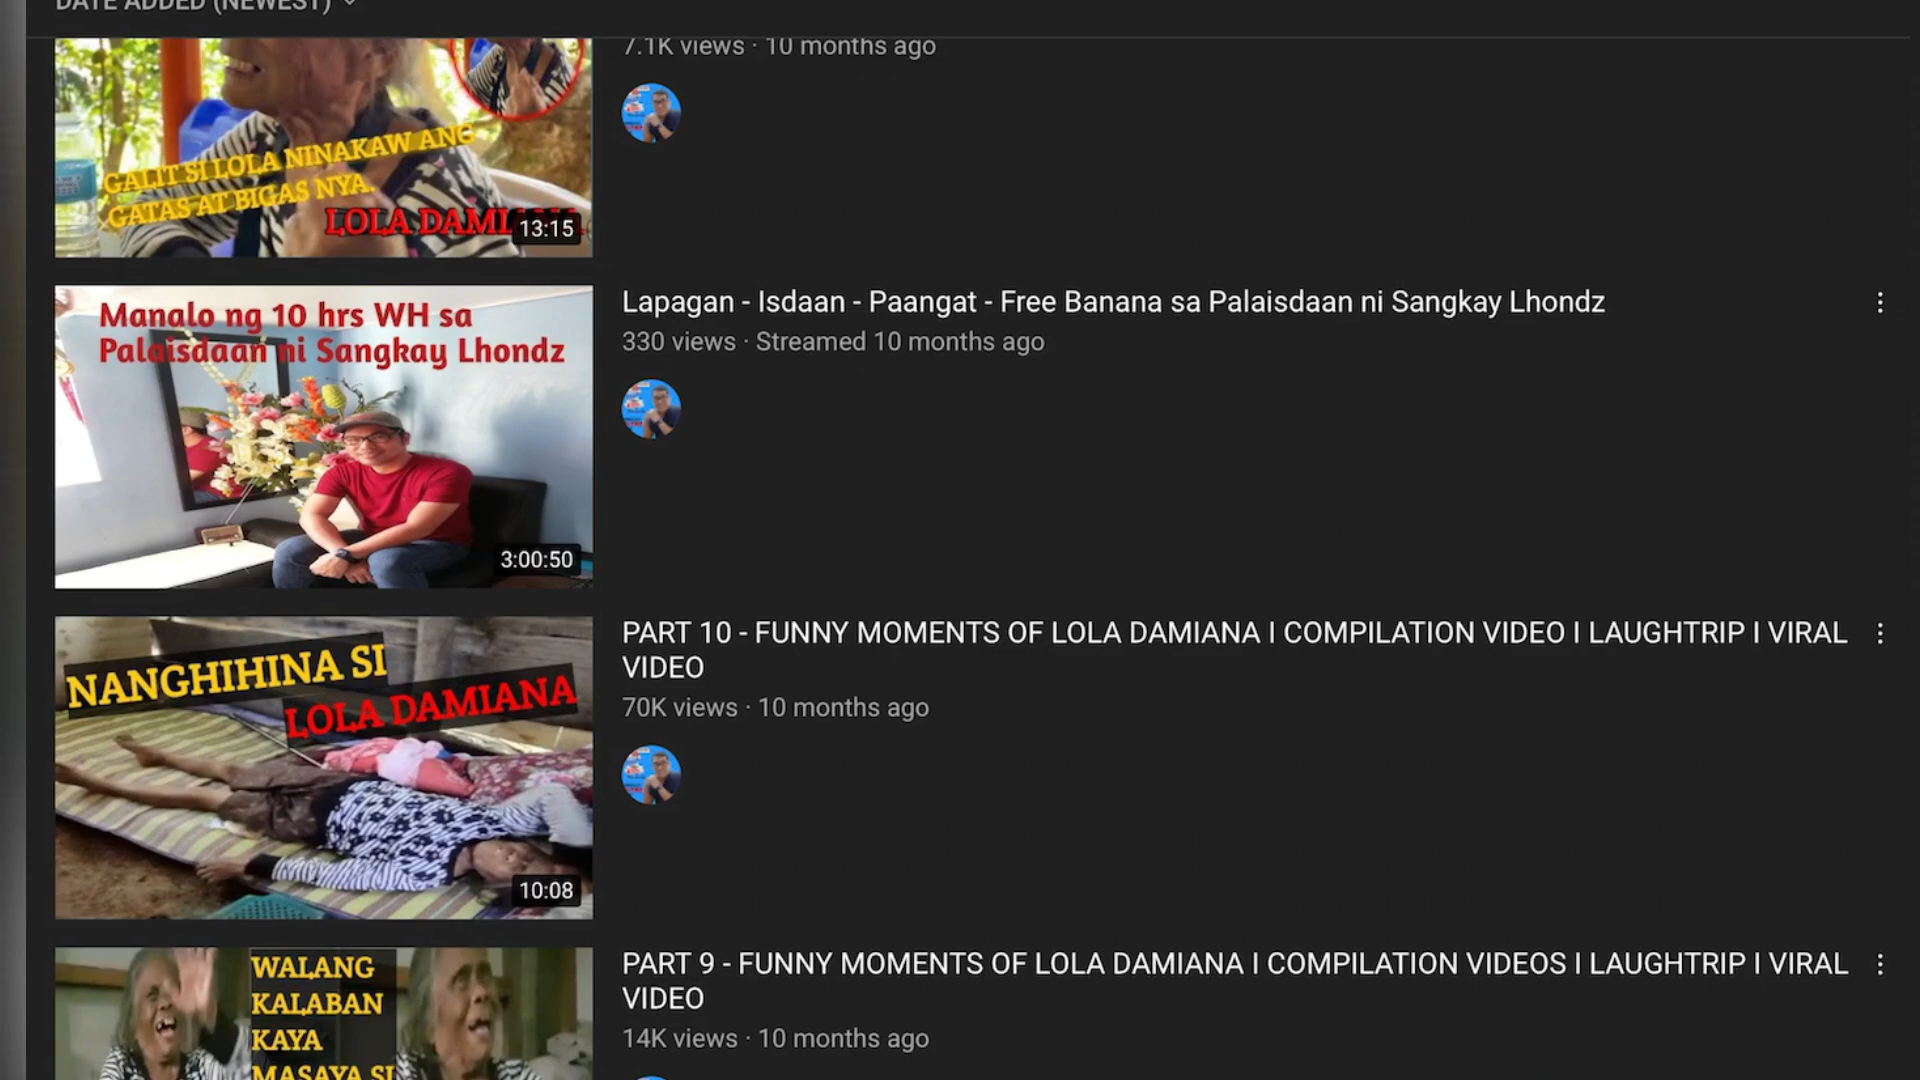 DATE ADDED (NEWEST)
7.1K views · 10 months ago
GALIT SI LOLA NINAKAW ANG
GATAS AT BIGAS NYA.
LOLA DAMI
13:15
Manalo ng 10 hrs WH sa
Palaisdaan ni Sangkay Lhondz
3:00:50
Lapagan - Isdaan - Paangat - Free Banana sa Palaisdaan ni Sangkay Lhondz
330 views · Streamed 10 months ago
NANGHIHINA SI
LOLA DAMIANA
10:08
PART 10 - FUNNY MOMENTS OF LOLA DAMIANA I COMPILATION VIDEO I LAUGHTRIP I VIRAL
VIDEO
70K views · 10 months ago
WALANG
KALABAN
KAYA
MASAYA SI
PART 9 - FUNNY MOMENTS OF LOLA DAMIANA I COMPILATION VIDEOS I LAUGHTRIP I VIRAL
VIDEO
14K views · 10 months ago